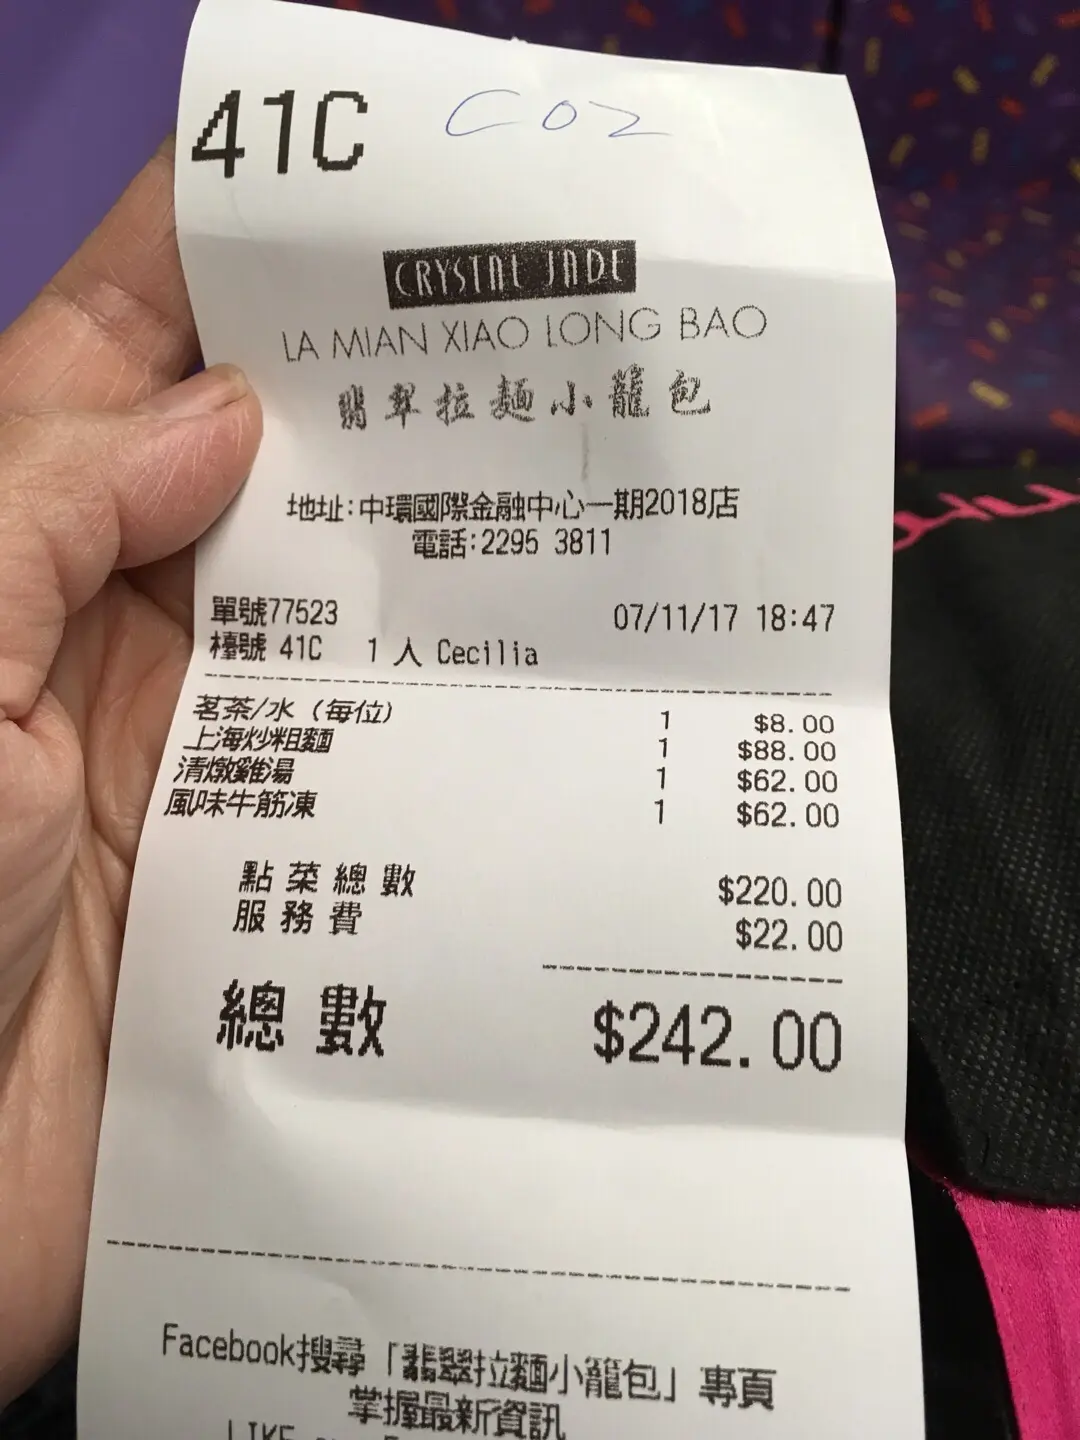 41C CO2
CRYSTAL JADE
LA MIAN XIAO LONG BAO
翡翠拉麵小籠包
地址:中環國際金融中心一期2018店
電話:2295 3811
單號77523 07/11/17 18:47
檯號 41C 1 人 Cecilia
茗茶/水 (每位) 1 $8.00
上海炒粗麵 1 $88.00
清燉雞湯 1 $62.00
風味牛筋凍 1 $62.00
點菜總數 $220.00
服務費 $22.00
總數 $242.00
Facebook搜尋「翡翠拉麵小籠包」專頁
掌握最新資訊
LIKE